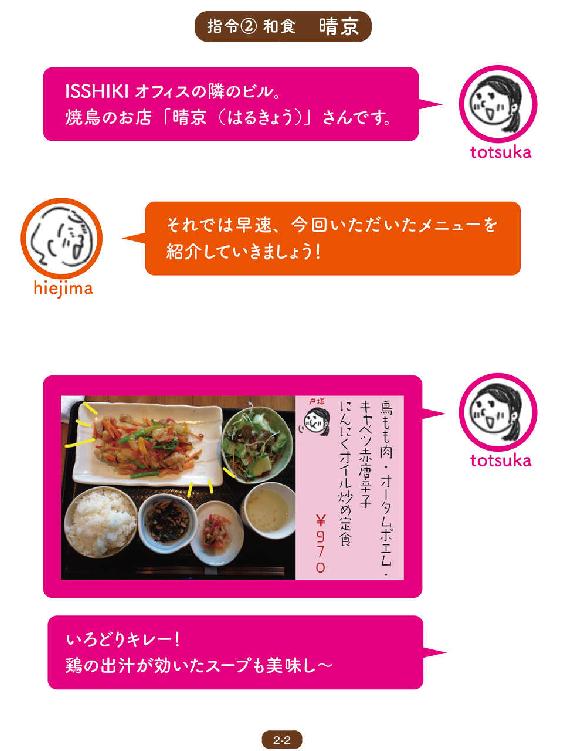 指令② 和食 晴京
ISSHIKI オフィスの隣のビル。
焼鳥のお店「晴京（はるきょう）」さんです。
totsuka
それでは早速、今回いただいたメニューを
紹介していきましょう！
hiejima
戸塚
鳥もも肉・オータムポエム・
キャベツ赤唐辛子
にんにくオイル炒め定食
¥970
totsuka
いろどりキレー！
鶏の出汁が効いたスープも美味し～
2-2